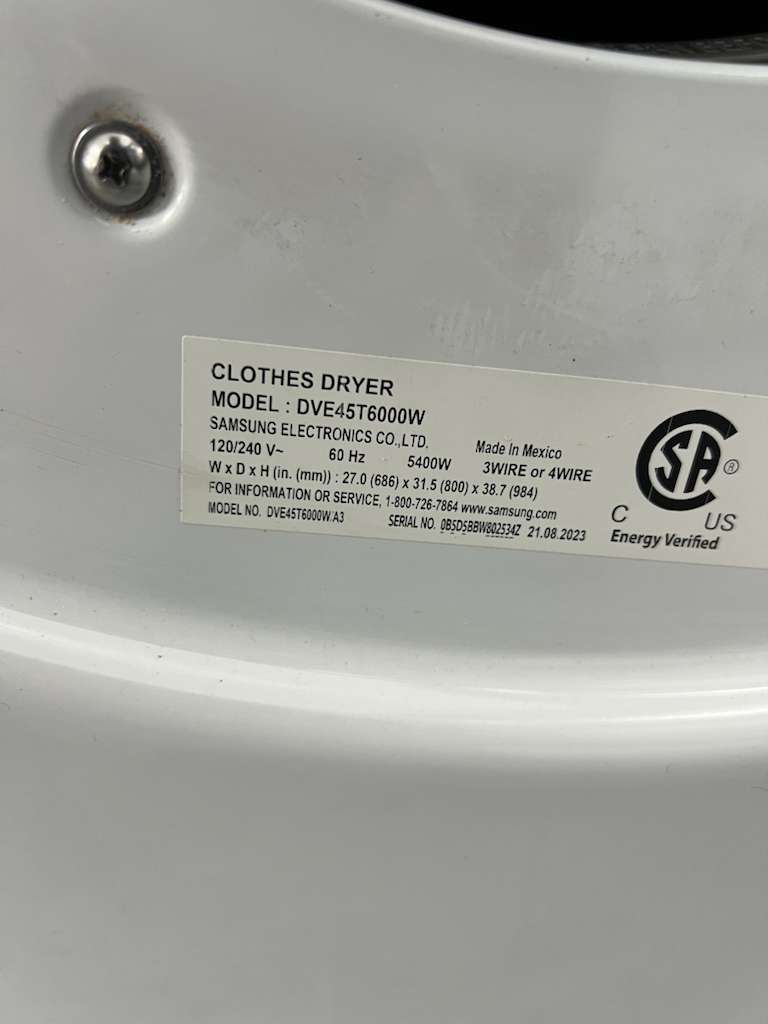 CLOTHES DRYER
MODEL : DVE45T6000W
SAMSUNG ELECTRONICS CO.,LTD. Made In Mexico
120/240 V~ 60 Hz 5400W 3WIRE or 4WIRE
W x D x H (in. (mm)) : 27.0 (686) x 31.5 (800) x 38.7 (984)
FOR INFORMATION OR SERVICE, 1-800-726-7864 www.samsung.com
MODEL NO. DVE45T6000W/A3 SERIAL NO. 0B5D5BBW802534Z 21.08.2023
SA ®
C US
Energy Verified